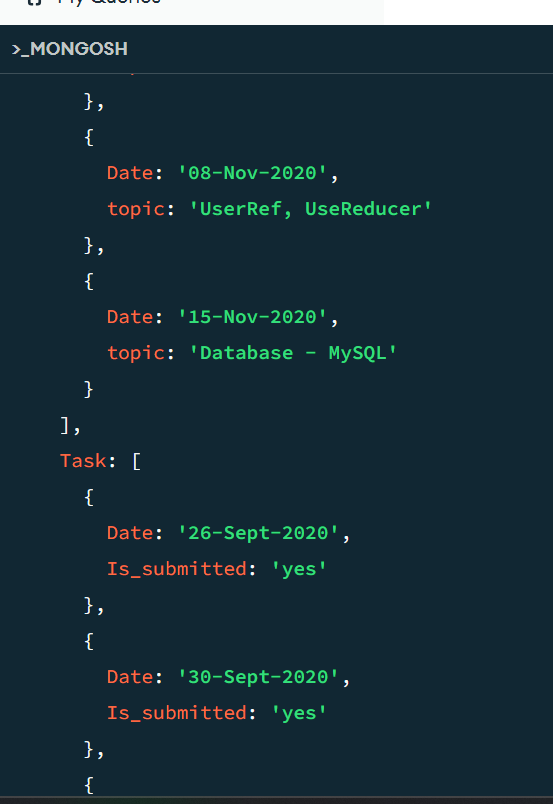 My Queries
>_MONGOSH
},
{
Date: '08-Nov-2020',
topic: 'UserRef, UseReducer'
},
{
Date: '15-Nov-2020',
topic: 'Database - MySQL'
}
],
Task: [
{
Date: '26-Sept-2020',
Is_submitted: 'yes'
},
{
Date: '30-Sept-2020',
Is_submitted: 'yes'
},
{